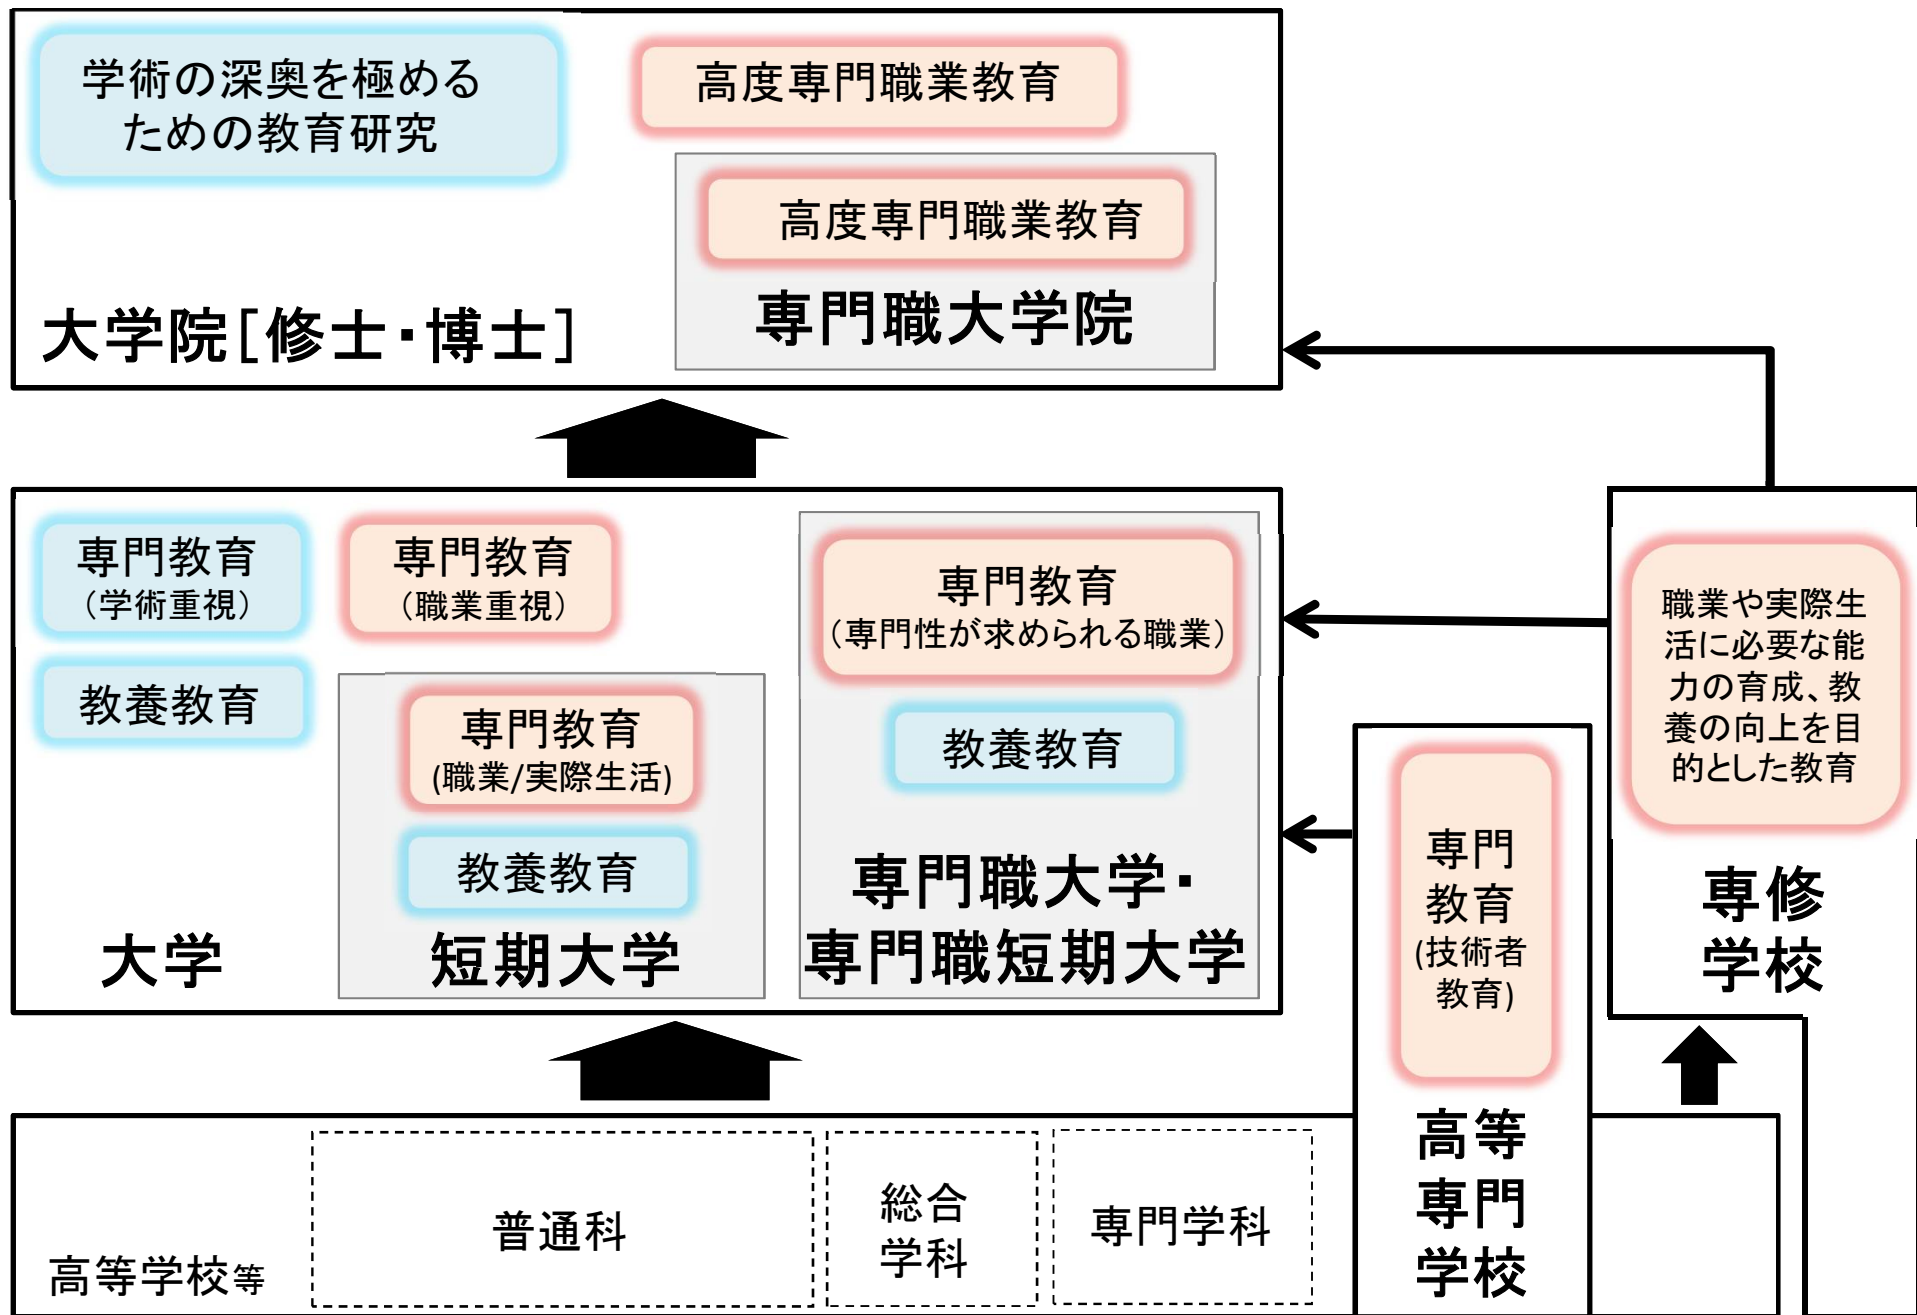 学術の深奥を極める
ための教育研究
高度専門職業教育
高度専門職業教育
専門職大学院
大学院[修士・博士]
専門教育
（学術重視）
教養教育
専門教育
（職業重視）
専門教育
(職業/実際生活)
教養教育
専門教育
（専門性が求められる職業）
教養教育
大学
短期大学
専門職大学・
専門職短期大学
専門
教育
(技術者
教育)
高等
専門
学校
職業や実際生
活に必要な能
力の育成、教
養の向上を目
的とした教育
専修
学校
高等学校等
普通科
総合
学科
専門学科